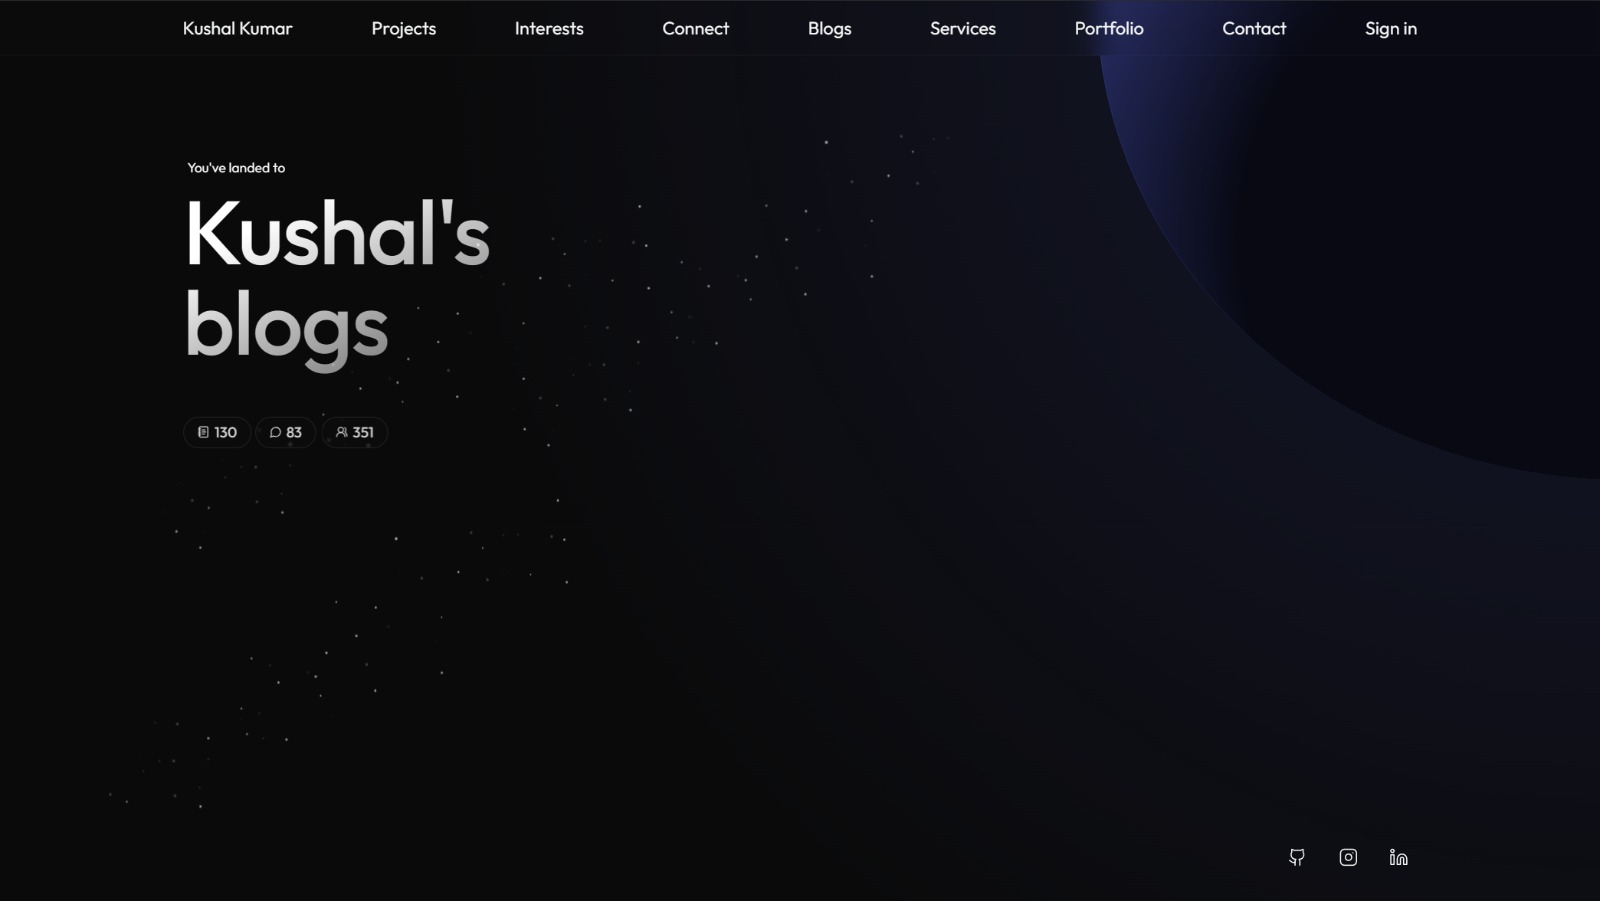 Kushal Kumar Projects Interests Connect Blogs Services Portfolio Contact Sign in
You've landed to
Kushal's
blogs
130 83 351